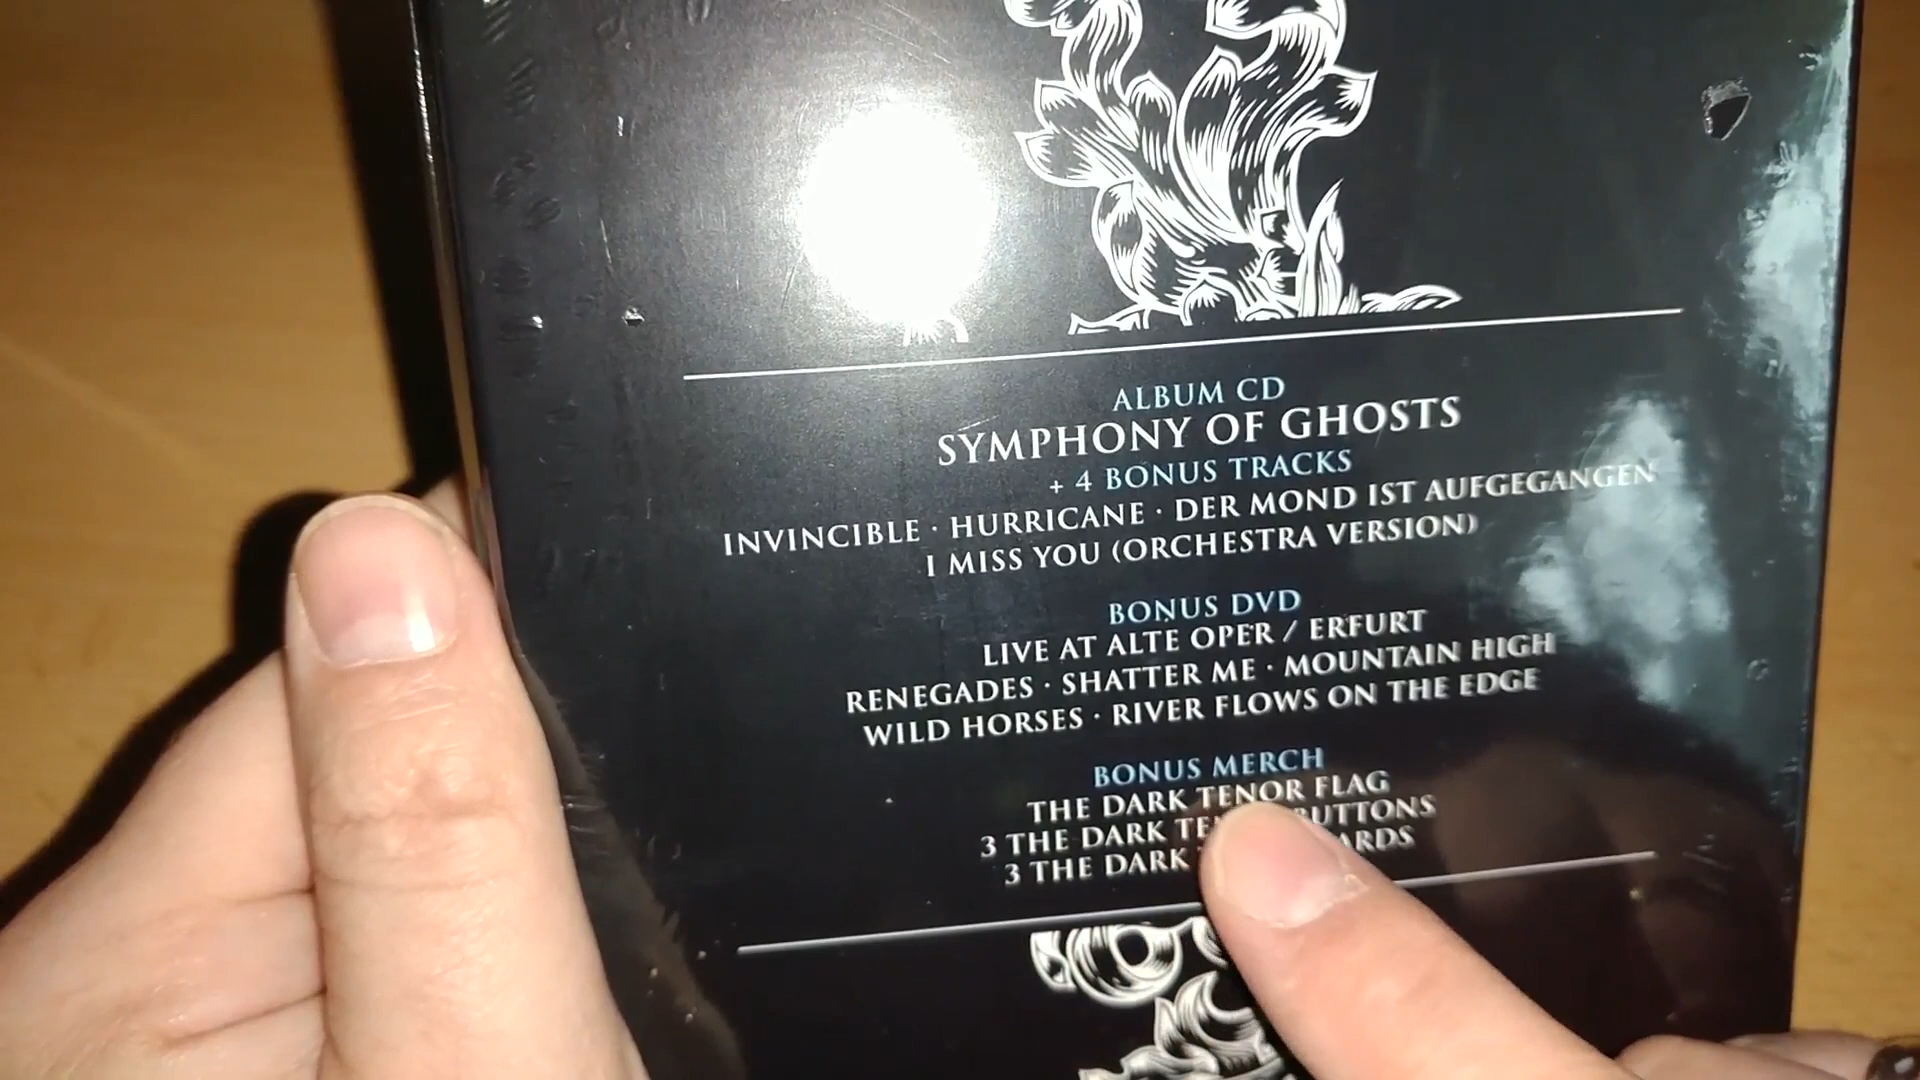 ALBUM CD
SYMPHONY OF GHOSTS
+ 4 BONUS TRACKS
INVINCIBLE · HURRICANE · DER MOND IST AUFGEGANGEN
I MISS YOU (ORCHESTRA VERSION)
BONUS DVD
LIVE AT ALTE OPER / ERFURT
RENEGADES · SHATTER ME · MOUNTAIN HIGH
WILD HORSES · RIVER FLOWS ON THE EDGE
BONUS MERCH
THE DARK TENOR FLAG
3 THE DARK BUTTONS
3 THE DARK